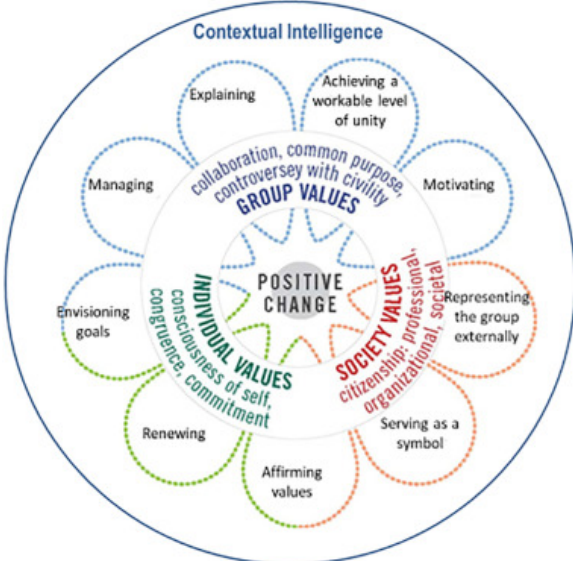 Contextual Intelligence
Explaining
Achieving a
workable level
of unity
Managing
Motivating
collaboration, common purpose,
controversey with civility
GROUP VALUES
Envisioning
goals
INDIVIDUAL VALUES
consciousness of self,
congruence, commitment
POSITIVE
CHANGE
SOCIETY VALUES
citizenship: professional,
organizational, societal
Representing
the group
externally
Renewing
Affirming
values
Serving as a
symbol